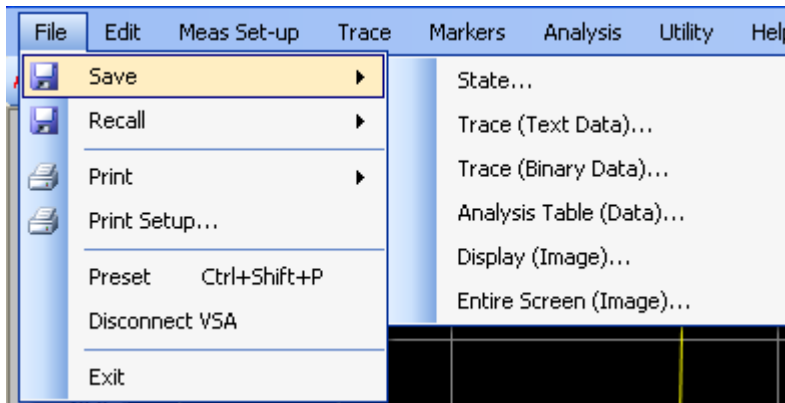 File Edit Meas Set-up Trace Markers Analysis Utility Help
Save
Recall
Print
Print Setup...
Preset Ctrl+Shift+P
Disconnect VSA
Exit
State...
Trace (Text Data)...
Trace (Binary Data)...
Analysis Table (Data)...
Display (Image)...
Entire Screen (Image)...